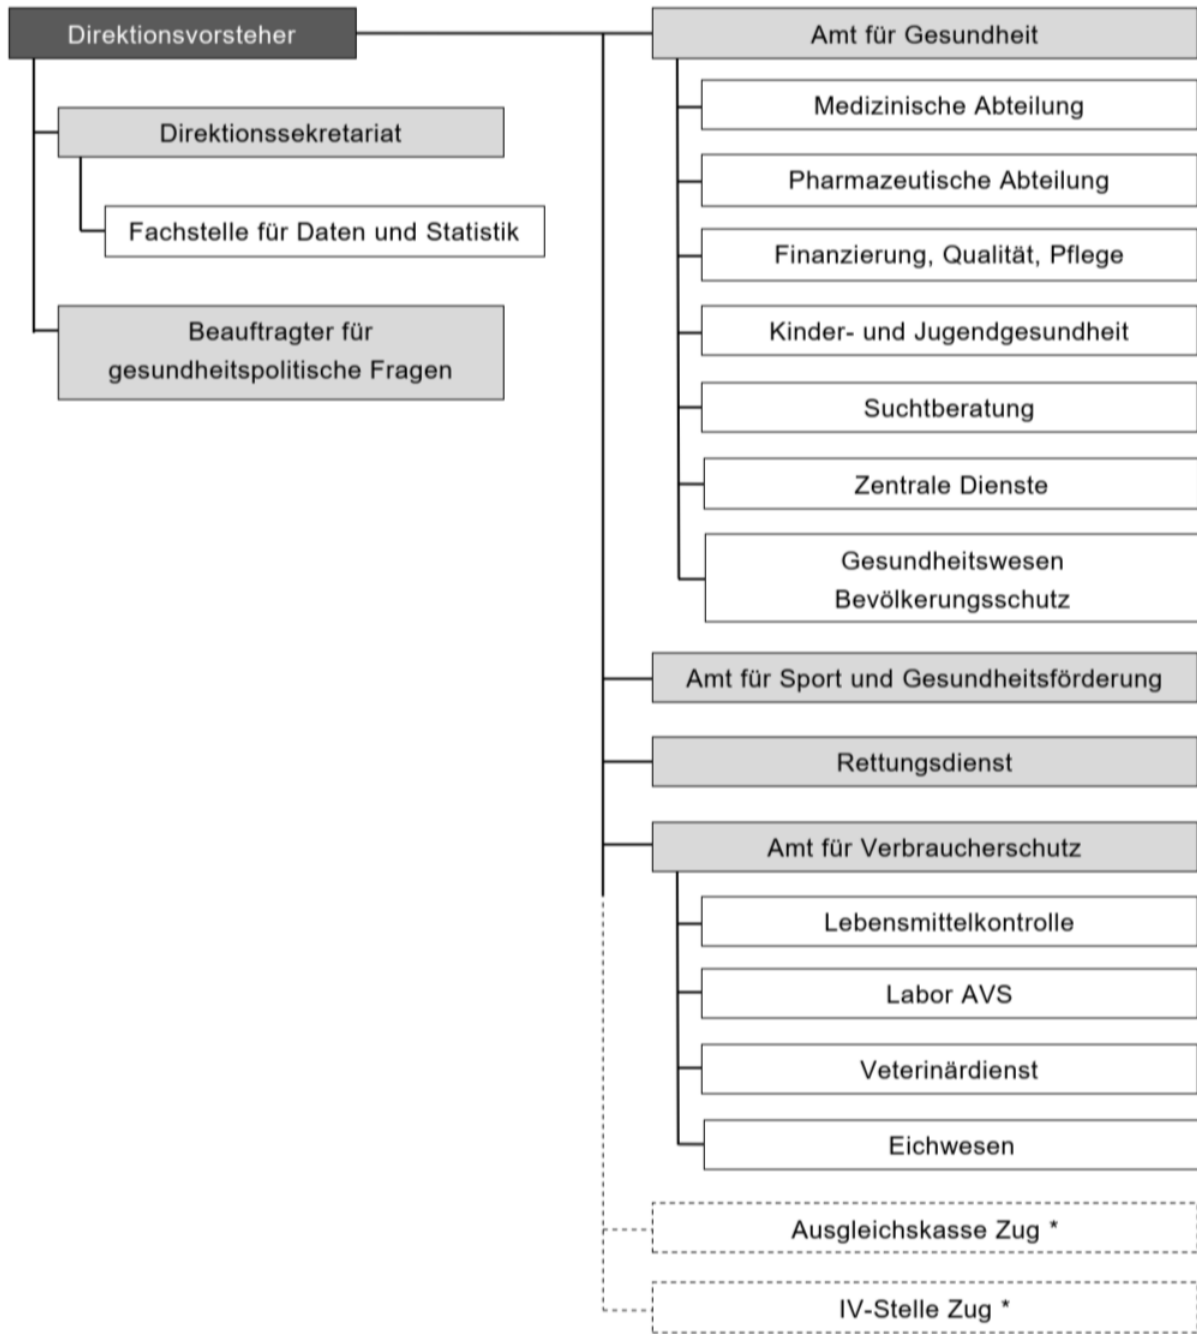 Direktionsvorsteher
Direktionssekretariat
Fachstelle für Daten und Statistik
Beauftragter für
gesundheitspolitische Fragen
Amt für Gesundheit
Medizinische Abteilung
Pharmazeutische Abteilung
Finanzierung, Qualität, Pflege
Kinder- und Jugendgesundheit
Suchtberatung
Zentrale Dienste
Gesundheitswesen
Bevölkerungsschutz
Amt für Sport und Gesundheitsförderung
Rettungsdienst
Amt für Verbraucherschutz
Lebensmittelkontrolle
Labor AVS
Veterinärdienst
Eichwesen
Ausgleichskasse Zug *
IV-Stelle Zug *